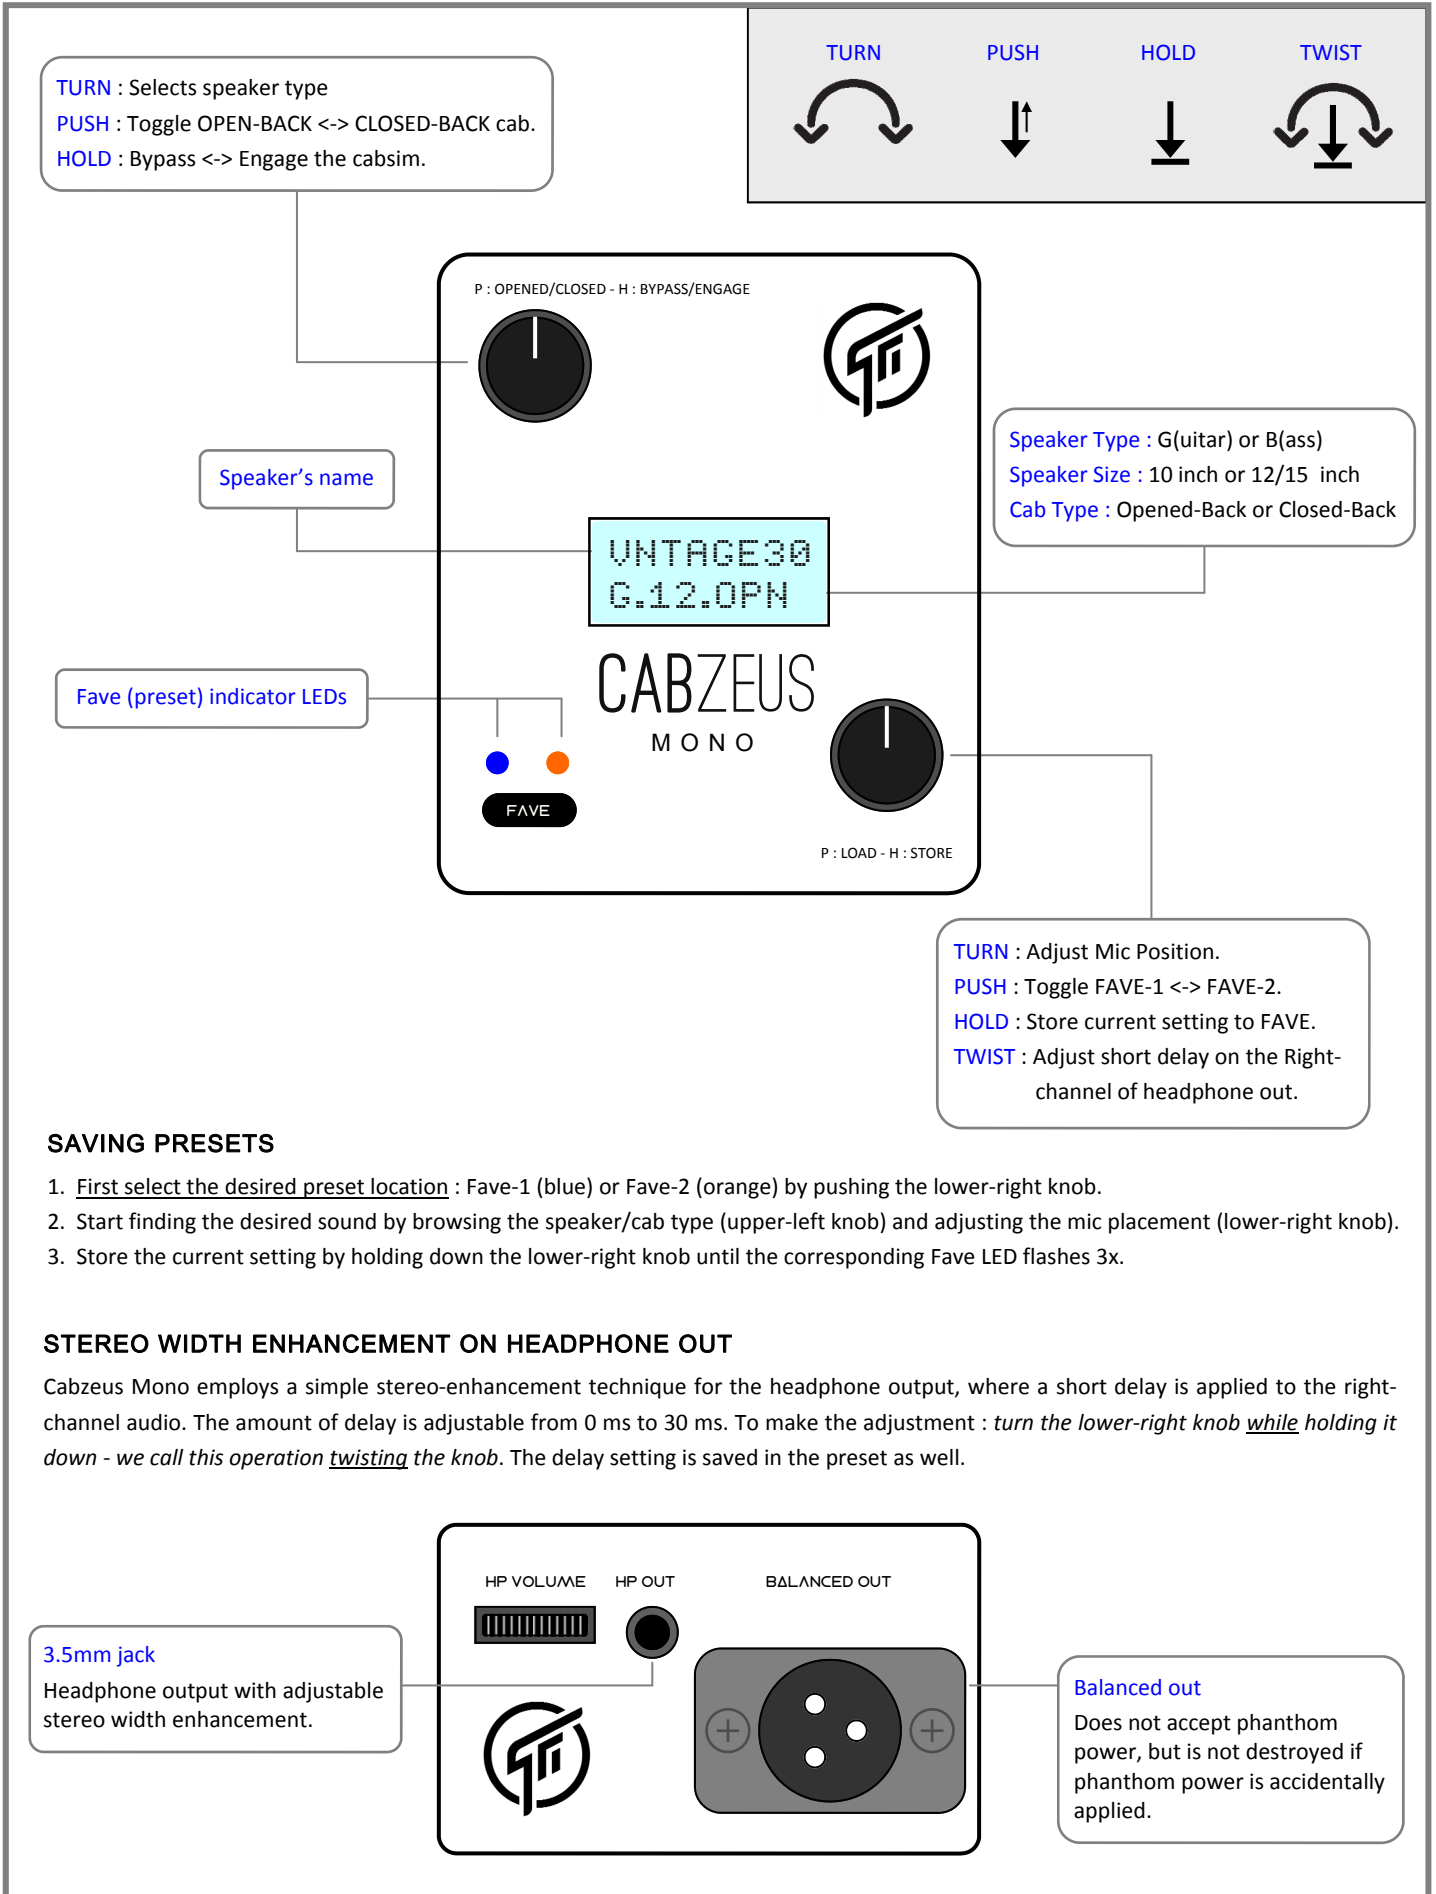 TURN PUSH HOLD TWIST
TURN : Selects speaker type
PUSH : Toggle OPEN-BACK <-> CLOSED-BACK cab.
HOLD : Bypass <-> Engage the cabsim.
P : OPENED/CLOSED - H : BYPASS/ENGAGE
Speaker Type : G(uitar) or B(ass)
Speaker Size : 10 inch or 12/15  inch
Cab Type : Opened-Back or Closed-Back
Speaker's name
VNTAGE30
G.12.OPN
Fave (preset) indicator LEDs
CABZEUS
MONO
FAVE
P : LOAD - H : STORE
TURN : Adjust Mic Position.
PUSH : Toggle FAVE-1 <-> FAVE-2.
HOLD : Store current setting to FAVE.
TWIST : Adjust short delay on the Right-
channel of headphone out.
SAVING PRESETS
1. First select the desired preset location : Fave-1 (blue) or Fave-2 (orange) by pushing the lower-right knob.
2. Start finding the desired sound by browsing the speaker/cab type (upper-left knob) and adjusting the mic placement (lower-right knob).
3. Store the current setting by holding down the lower-right knob until the corresponding Fave LED flashes 3x.
STEREO WIDTH ENHANCEMENT ON HEADPHONE OUT
Cabzeus Mono employs a simple stereo-enhancement technique for the headphone output, where a short delay is applied to the right-
channel audio. The amount of delay is adjustable from 0 ms to 30 ms. To make the adjustment : turn the lower-right knob while holding it
down - we call this operation twisting the knob. The delay setting is saved in the preset as well.
HP VOLUME HP OUT BALANCED OUT
3.5mm jack
Headphone output with adjustable
stereo width enhancement.
Balanced out
Does not accept phanthom
power, but is not destroyed if
phanthom power is accidentally
applied.